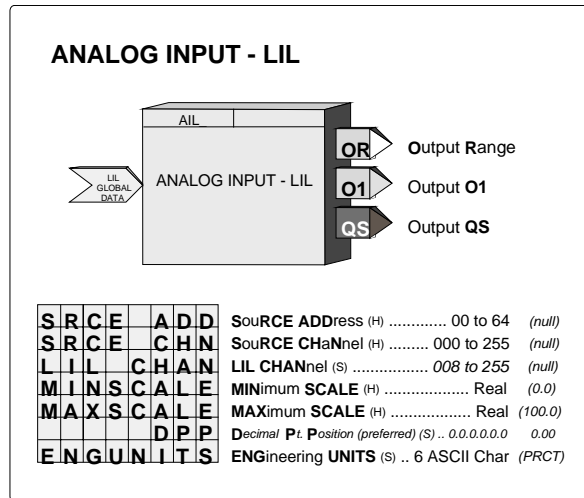 ANALOG INPUT - LIL
AIL_
LIL
GLOBAL
DATA
ANALOG INPUT - LIL
OR Output Range
O1 Output O1
QS Output QS
SRCE ADD SouRCE ADDress (H) ............. 00 to 64 (null)
SRCE CHN SouRCE CHaNnel (H) ......... 000 to 255 (null)
LIL CHAN LIL CHANnel (S) ................... 008 to 255 (null)
MINSCALE MINimum SCALE (H) .................. Real (0.0)
MAXSCALE MAXimum SCALE (H) .................. Real (100.0)
DPP Decimal Pt. Position (preferred) (S) .. 0.0.0.0.0.0 0.00
ENGUNITS ENGineering UNITS (S) .. 6 ASCII Char (PRCT)